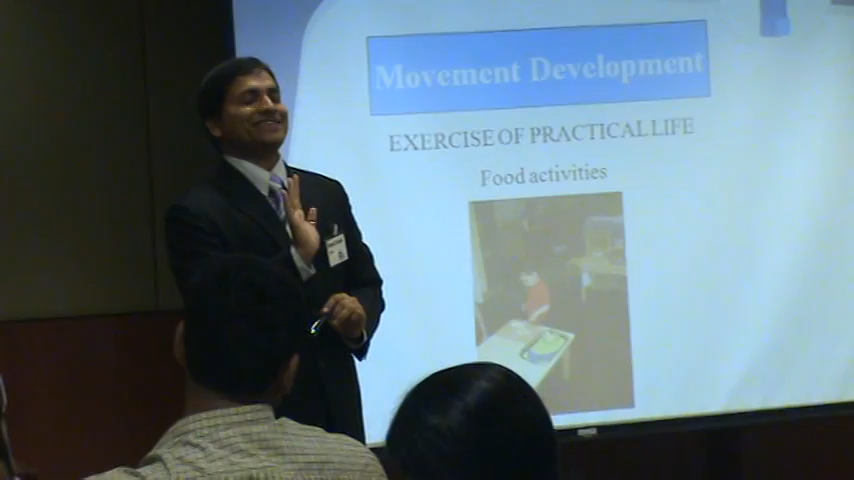 Movement Development
EXERCISE OF PRACTICAL LIFE
Food activities